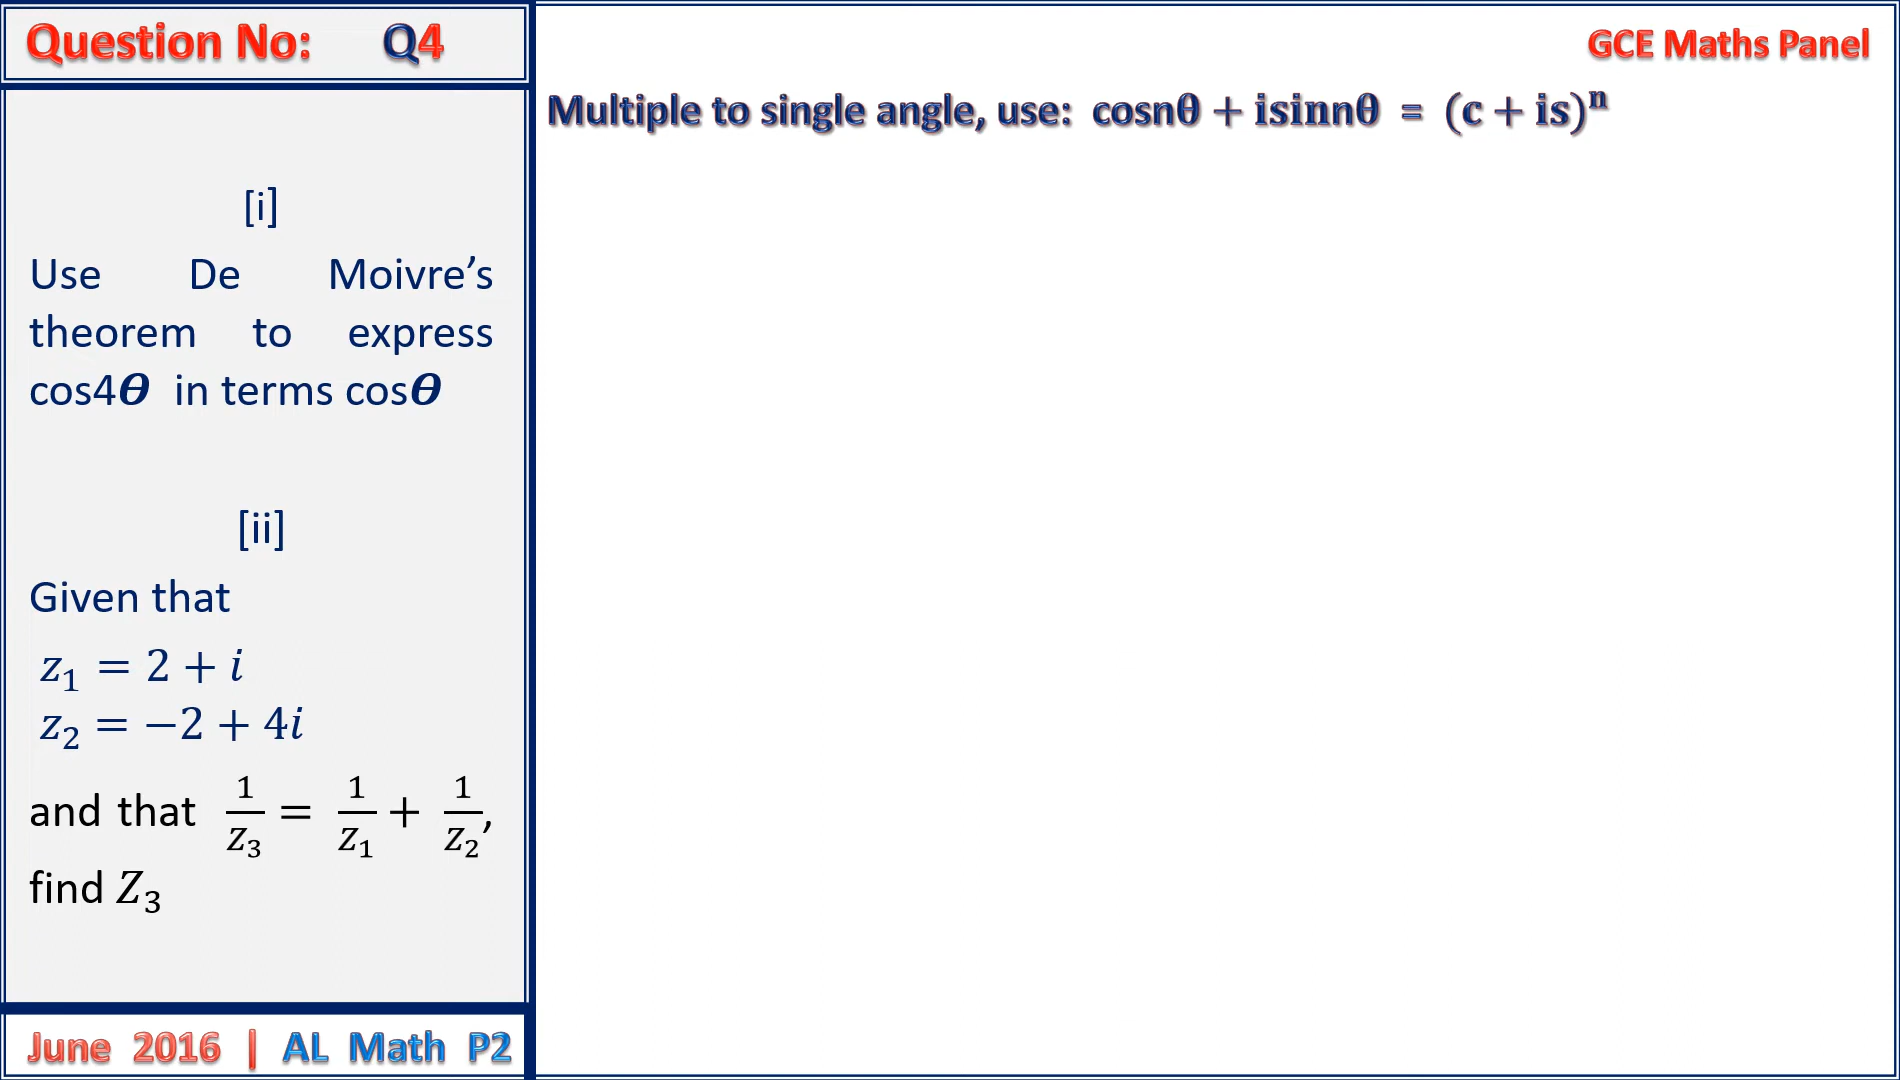 Question No: Q4
GCE Maths Panel
Multiple to single angle, use: cosnθ + isinnθ = (c + is)ⁿ
[i]
Use De Moivre’s
theorem to express
cos4θ in terms cosθ
[ii]
Given that
z₁ = 2 + i
z₂ = −2 + 4i
and that 1/z₃ = 1/z₁ + 1/z₂,
find Z₃
June 2016 | AL Math P2